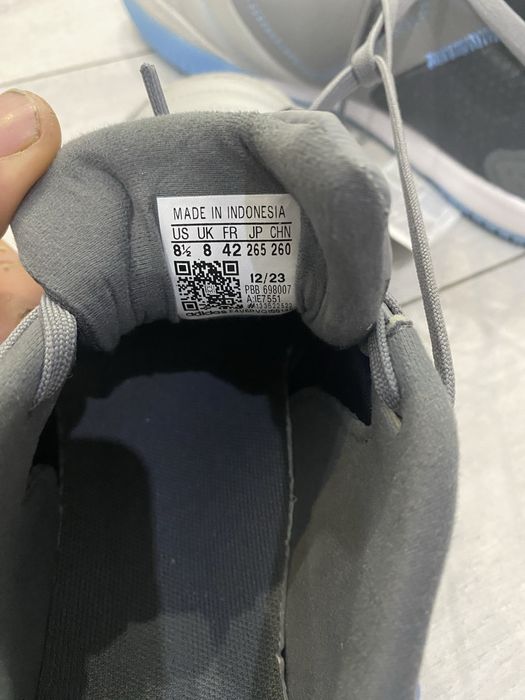 MADE IN INDONESIA
US UK FR JP CHN
8½ 8 42 265 260
12/23
PBB 698007
A:IE7551
adidas